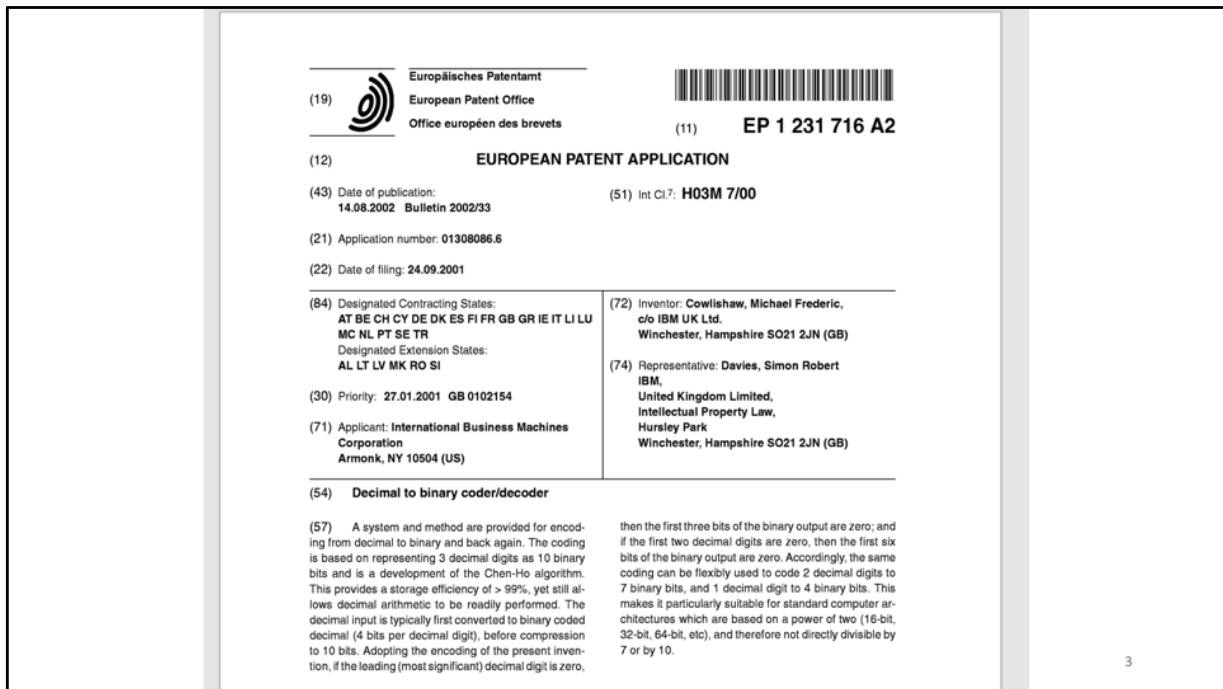 Europäisches Patentamt
(19)
European Patent Office
Office européen des brevets
(11) EP 1 231 716 A2
(12) EUROPEAN PATENT APPLICATION
(43) Date of publication:
14.08.2002 Bulletin 2002/33
(51) Int Cl.7: H03M 7/00
(21) Application number: 01308086.6
(22) Date of filing: 24.09.2001
(84) Designated Contracting States:
AT BE CH CY DE DK ES FI FR GB GR IE IT LI LU
MC NL PT SE TR
Designated Extension States:
AL LT LV MK RO SI
(30) Priority: 27.01.2001 GB 0102154
(71) Applicant: International Business Machines
Corporation
Armonk, NY 10504 (US)
(72) Inventor: Cowlishaw, Michael Frederic,
c/o IBM UK Ltd.
Winchester, Hampshire SO21 2JN (GB)
(74) Representative: Davies, Simon Robert
IBM,
United Kingdom Limited,
Intellectual Property Law,
Hursley Park
Winchester, Hampshire SO21 2JN (GB)
(54) Decimal to binary coder/decoder
(57) A system and method are provided for encod-
ing from decimal to binary and back again. The coding
is based on representing 3 decimal digits as 10 binary
bits and is a development of the Chen-Ho algorithm.
This provides a storage efficiency of > 99%, yet still al-
lows decimal arithmetic to be readily performed. The
decimal input is typically first converted to binary coded
decimal (4 bits per decimal digit), before compression
to 10 bits. Adopting the encoding of the present inven-
tion, if the leading (most significant) decimal digit is zero,
then the first three bits of the binary output are zero; and
if the first two decimal digits are zero, then the first six
bits of the binary output are zero. Accordingly, the same
coding can be flexibly used to code 2 decimal digits to
7 binary bits, and 1 decimal digit to 4 binary bits. This
makes it particularly suitable for standard computer ar-
chitectures which are based on a power of two (16-bit,
32-bit, 64-bit, etc), and therefore not directly divisible by
7 or by 10.
3